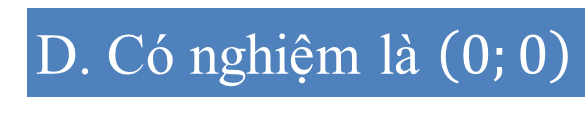 D. Có nghiệm là (0; 0)